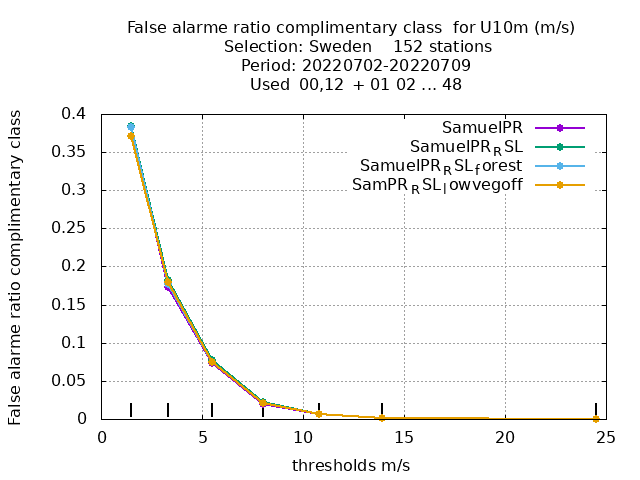 False alarme ratio complimentary class  for U10m (m/s)
Selection: Sweden    152 stations
Period: 20220702-20220709
Used  00,12  + 01 02 ... 48
False alarme ratio complimentary class
0.4
0.35
0.3
0.25
0.2
0.15
0.1
0.05
0
SamuelPR
SamuelPR_RSL
SamuelPR_RSL_forest
SamPR_RSL_lowvegoff
0 5 10 15 20 25
thresholds m/s